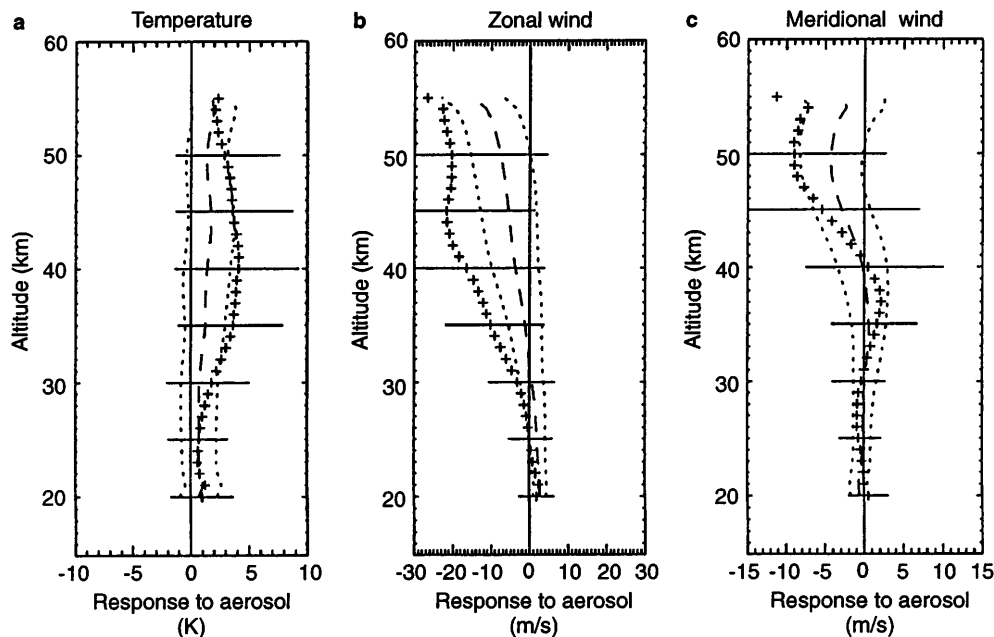 a Temperature
b Zonal wind
c Meridional wind
60
50
40
30
20
Altitude (km)
-10 -5 0 5 10
Response to aerosol
(K)
60
50
40
30
20
Altitude (km)
-30 -20 -10 0 10 20 30
Response to aerosol
(m/s)
60
50
40
30
20
Altitude (km)
-15 -10 -5 0 5 10 15
Response to aerosol
(m/s)